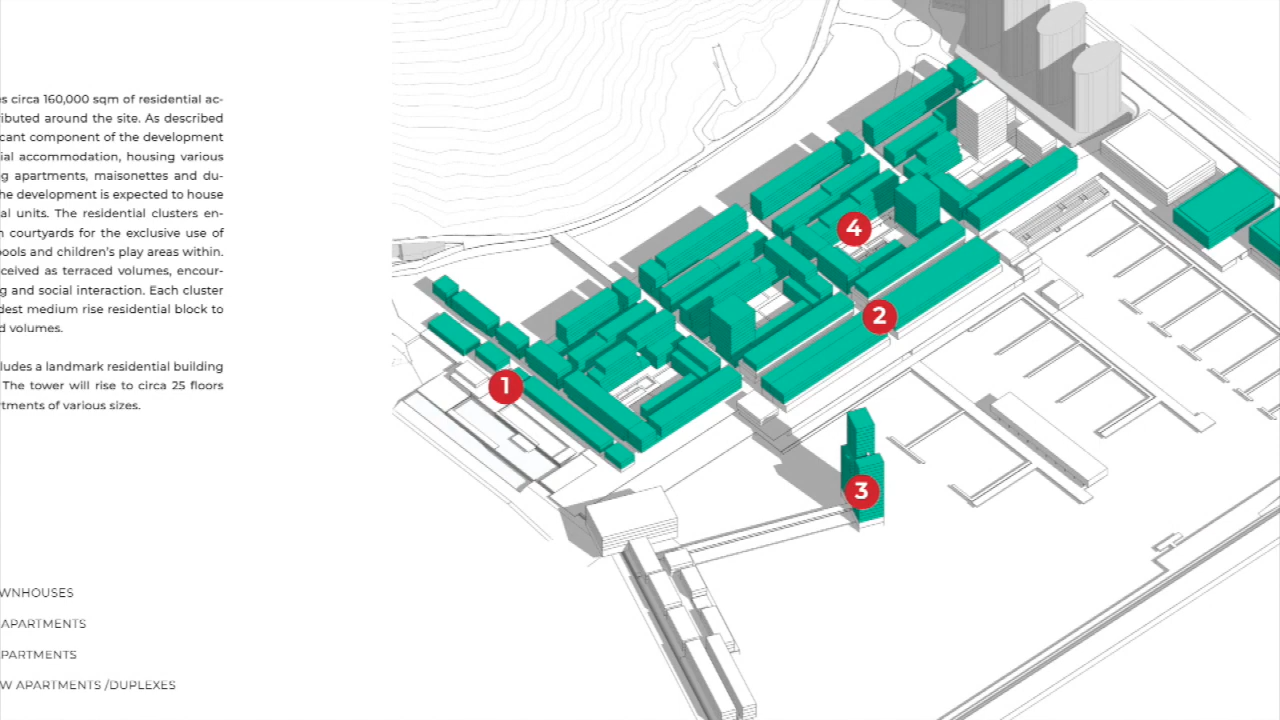 s circa 160,000 sqm of residential ac-
ributed around the site. As described
cant component of the development
ial accommodation, housing various
g apartments, maisonettes and du-
he development is expected to house
al units. The residential clusters en-
n courtyards for the exclusive use of
ools and children's play areas within.
ceived as terraced volumes, encour-
g and social interaction. Each cluster
dest medium rise residential block to
d volumes.
ludes a landmark residential building
The tower will rise to circa 25 floors
rtments of various sizes.
WNHOUSES
APARTMENTS
PARTMENTS
W APARTMENTS /DUPLEXES
4
2
1
3